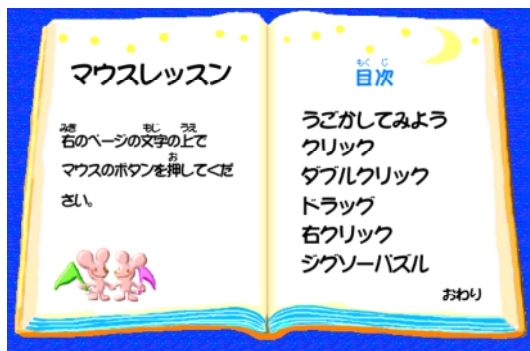 マウスレッスン
右のページの文字の上で
マウスのボタンを押してくだ
さい。
目次
うごかしてみよう
クリック
ダブルクリック
ドラッグ
右クリック
ジグソーパズル
おわり